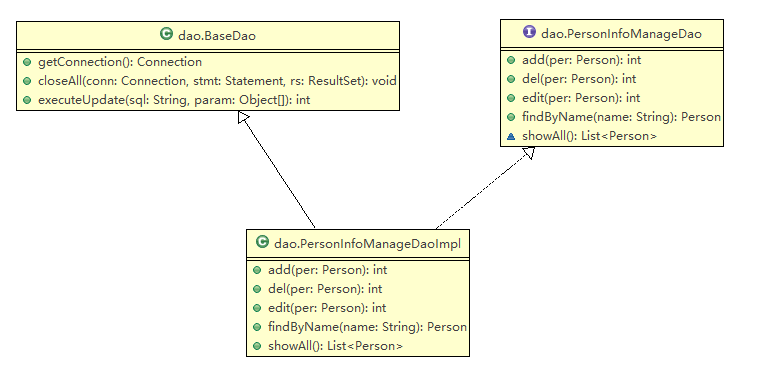 C dao.BaseDao
getConnection(): Connection
closeAll(conn: Connection, stmt: Statement, rs: ResultSet): void
executeUpdate(sql: String, param: Object[]): int
I dao.PersonInfoManageDao
add(per: Person): int
del(per: Person): int
edit(per: Person): int
findByName(name: String): Person
showAll(): List<Person>
C dao.PersonInfoManageDaoImpl
add(per: Person): int
del(per: Person): int
edit(per: Person): int
findByName(name: String): Person
showAll(): List<Person>